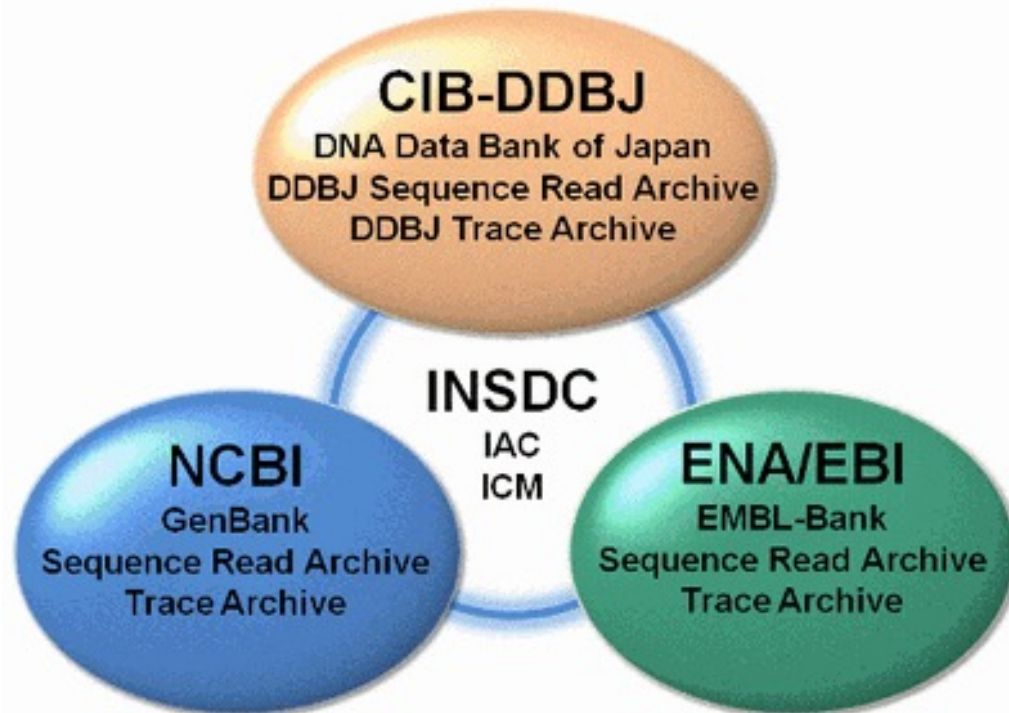 CIB-DDBJ
DNA Data Bank of Japan
DDBJ Sequence Read Archive
DDBJ Trace Archive
INSDC
IAC
ICM
NCBI
GenBank
Sequence Read Archive
Trace Archive
ENA/EBI
EMBL-Bank
Sequence Read Archive
Trace Archive